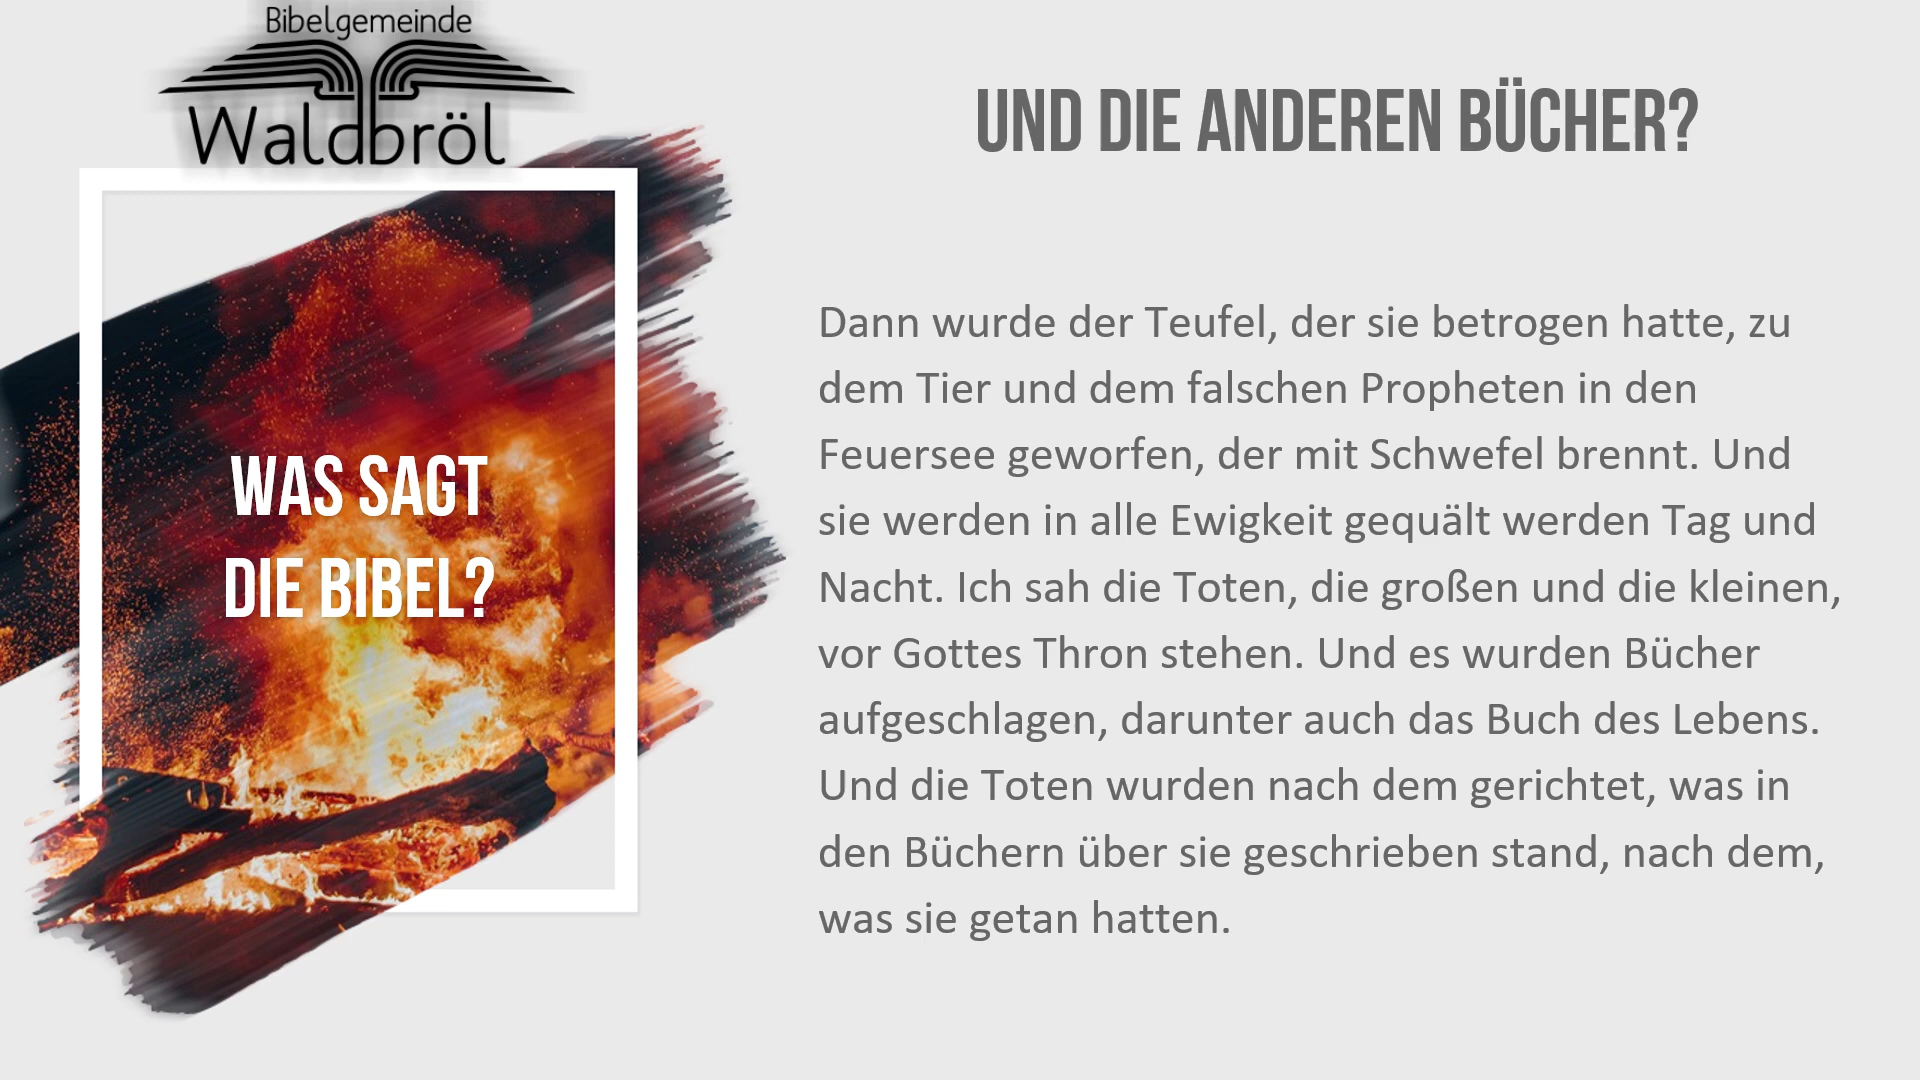 Bibelgemeinde
Waldbröl
WAS SAGT
DIE BIBEL?
UND DIE ANDEREN BÜCHER?
Dann wurde der Teufel, der sie betrogen hatte, zu
dem Tier und dem falschen Propheten in den
Feuersee geworfen, der mit Schwefel brennt. Und
sie werden in alle Ewigkeit gequält werden Tag und
Nacht. Ich sah die Toten, die großen und die kleinen,
vor Gottes Thron stehen. Und es wurden Bücher
aufgeschlagen, darunter auch das Buch des Lebens.
Und die Toten wurden nach dem gerichtet, was in
den Büchern über sie geschrieben stand, nach dem,
was sie getan hatten.